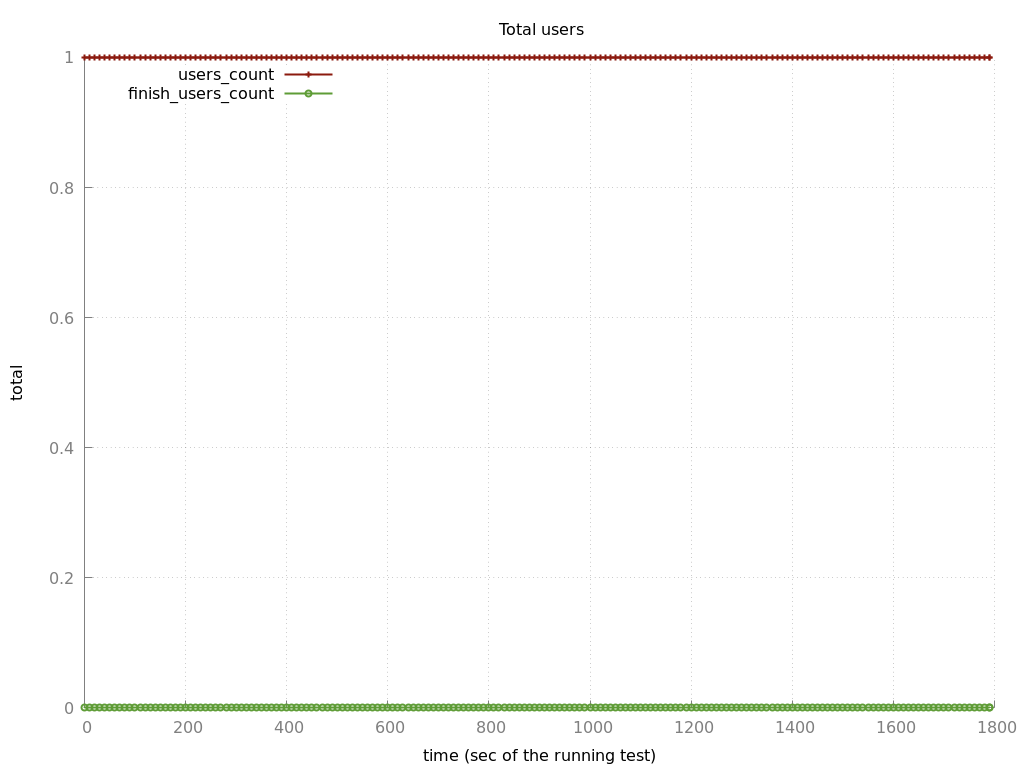 Total users
users_count
finish_users_count
1
0.8
0.6
0.4
0.2
0
total
0 200 400 600 800 1000 1200 1400 1600 1800
time (sec of the running test)